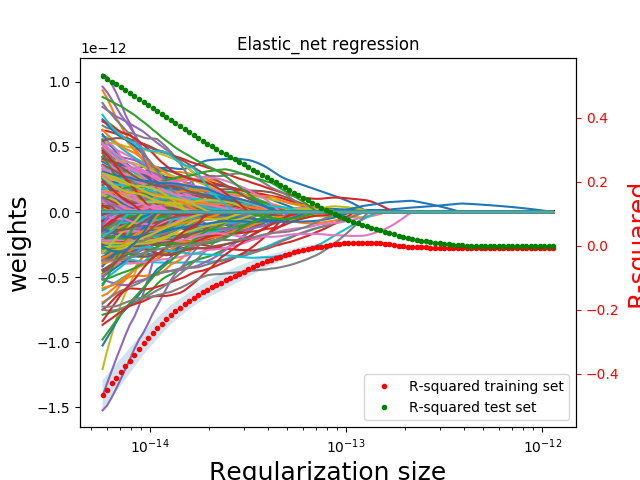 Elastic_net regression
1e−12
1.0
0.5
0.0
−0.5
−1.0
−1.5
weights
0.4
0.2
0.0
−0.2
−0.4
R-squared
R-squared training set
R-squared test set
10⁻¹⁴
10⁻¹³
10⁻¹²
Regularization size